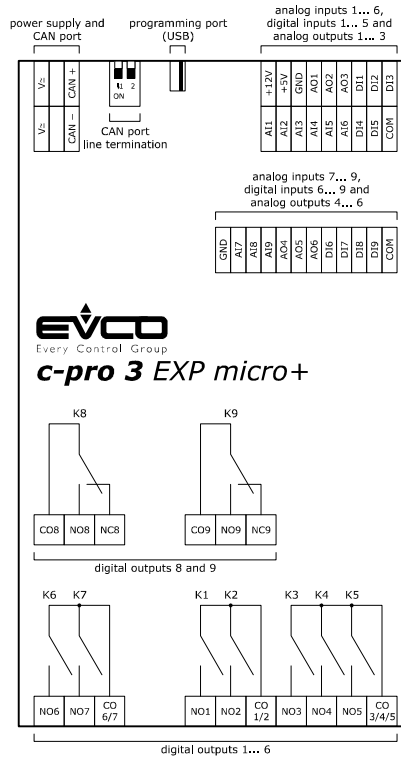 power supply and
CAN port
programming port
(USB)
analog inputs 1... 6,
digital inputs 1... 5 and
analog outputs 1... 3
V≂ CAN +
V≂ CAN −
1 2
ON
CAN port
line termination
+12V +5V GND AO1 AO2 AO3 DI1 DI2 DI3
AI1 AI2 AI3 AI4 AI5 AI6 DI4 DI5 COM
analog inputs 7... 9,
digital inputs 6... 9 and
analog outputs 4... 6
GND AI7 AI8 AI9 AO4 AO5 AO6 DI6 DI7 DI8 DI9 COM
EVCO
Every Control Group
c-pro 3 EXP micro+
K8 K9
CO8 NO8 NC8 CO9 NO9 NC9
digital outputs 8 and 9
K6 K7 K1 K2 K3 K4 K5
NO6 NO7 CO 6/7 NO1 NO2 CO 1/2 NO3 NO4 NO5 CO 3/4/5
digital outputs 1... 6